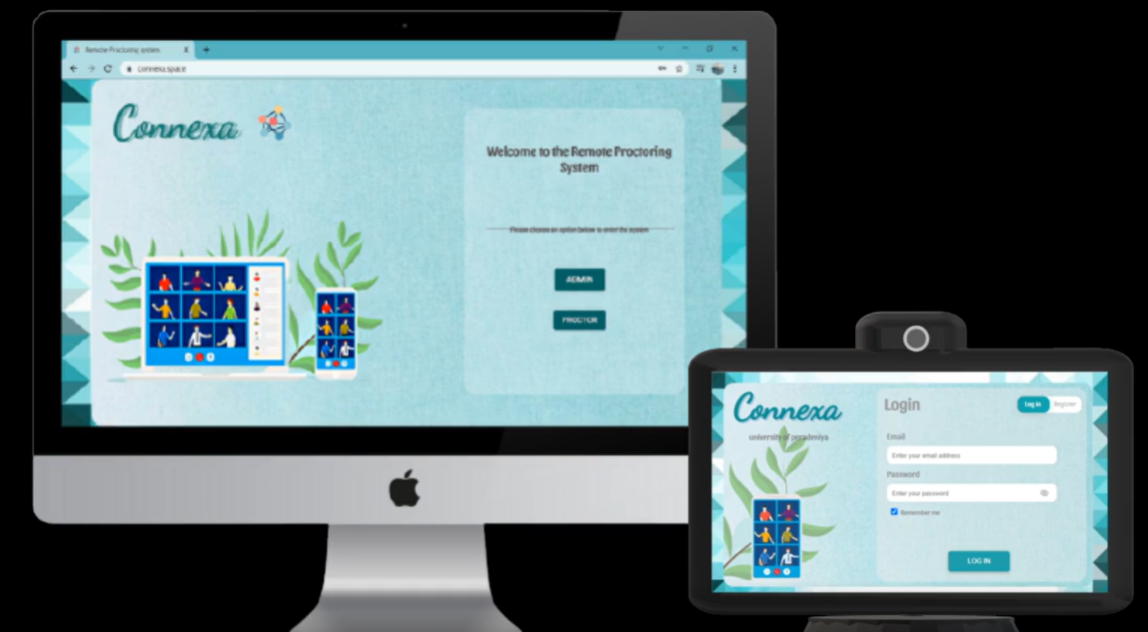 Remote Proctoring system
connexa.space
Connexa
Welcome to the Remote Proctoring
System
Please choose an option below to enter the system
ADMIN
PROCTOR
Connexa
university of peradeniya
Login
Log in
Register
Email
Enter your email address
Password
Enter your password
Remember me
LOG IN